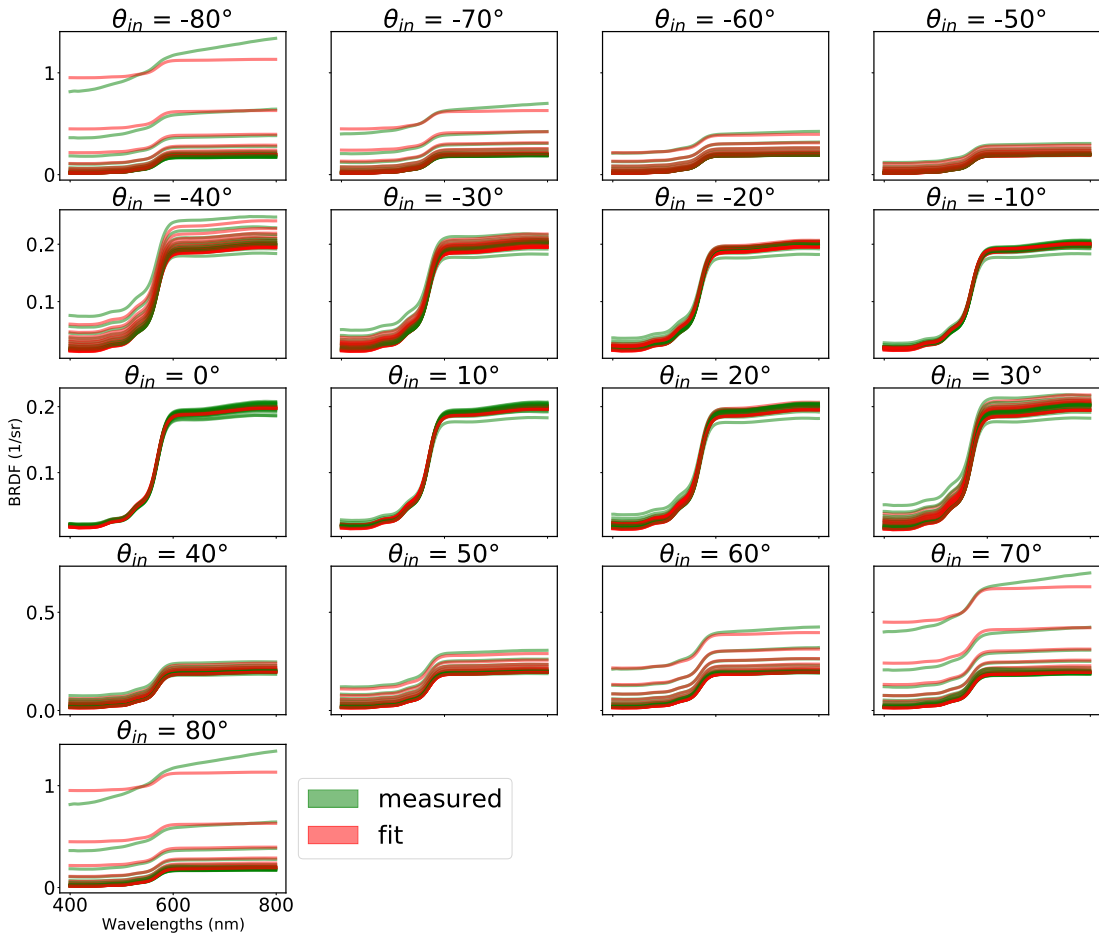 θin = -80° θin = -70° θin = -60° θin = -50°
1
0
θin = -40° θin = -30° θin = -20° θin = -10°
0.2
0.1
θin = 0° θin = 10° θin = 20° θin = 30°
0.2
0.1
BRDF (1/sr)
θin = 40 θin = 50° θin = 60° θin = 70°
0.5
0.0
θin = 80°
1
0
400 600 800
Wavelengths (nm)
measured
fit